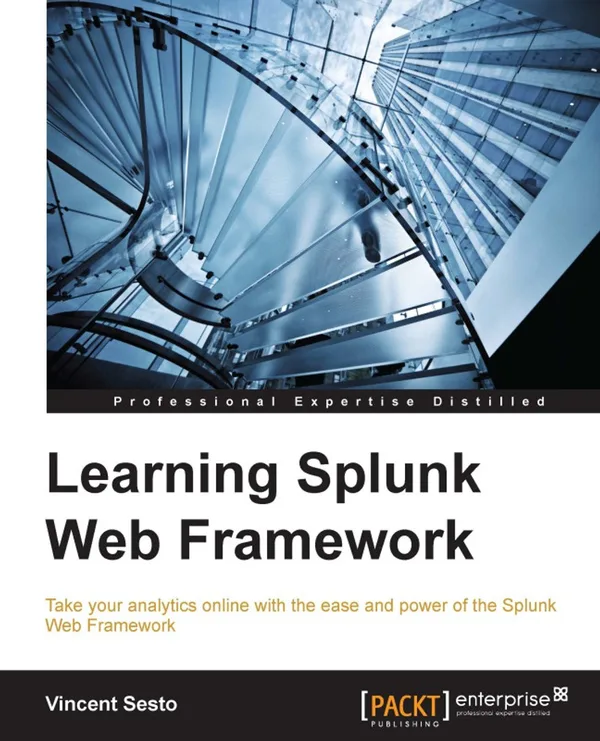 Professional Expertise Distilled
Learning Splunk
Web Framework
Take your analytics online with the ease and power of the Splunk
Web Framework
Vincent Sesto
[PACKT] enterprise
PUBLISHING
professional expertise distilled